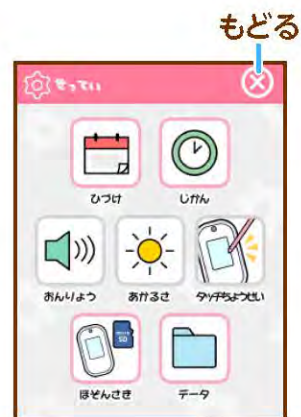 もどる
せってい
ひづけ じかん
おんりょう あかるさ タッチちょうせい
ほぞんさき データ